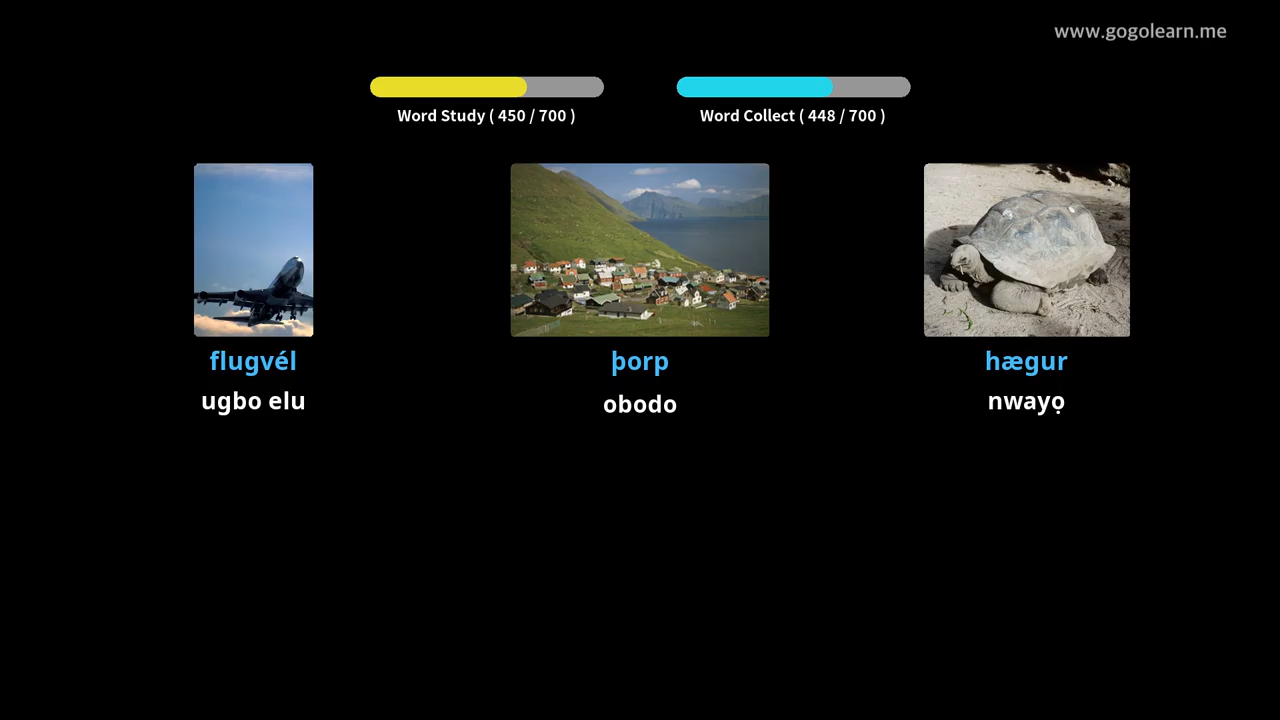 www.gogolearn.me
Word Study ( 450 / 700 )
Word Collect ( 448 / 700 )
flugvél
ugbo elu
þorp
obodo
hægur
nwayọ